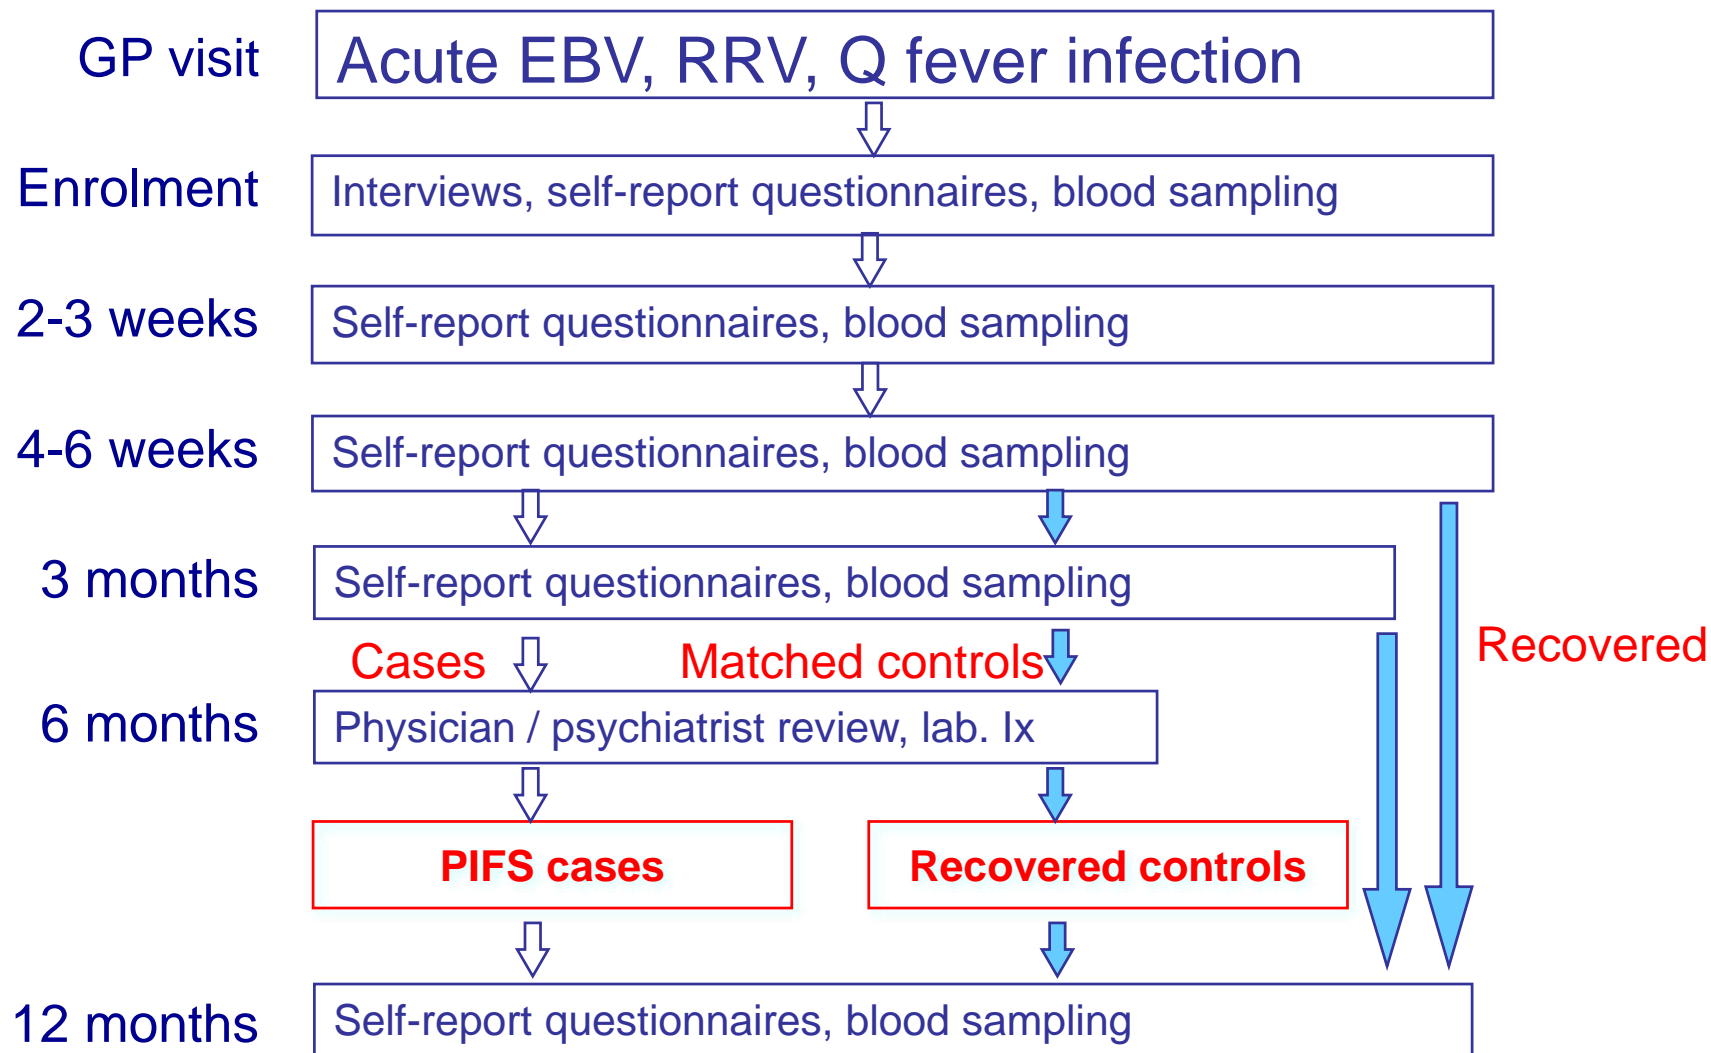 GP visit
Acute EBV, RRV, Q fever infection
Enrolment
Interviews, self-report questionnaires, blood sampling
2-3 weeks
Self-report questionnaires, blood sampling
4-6 weeks
Self-report questionnaires, blood sampling
3 months
Self-report questionnaires, blood sampling
Cases
Matched controls
Recovered
6 months
Physician / psychiatrist review, lab. Ix
PIFS cases
Recovered controls
12 months
Self-report questionnaires, blood sampling